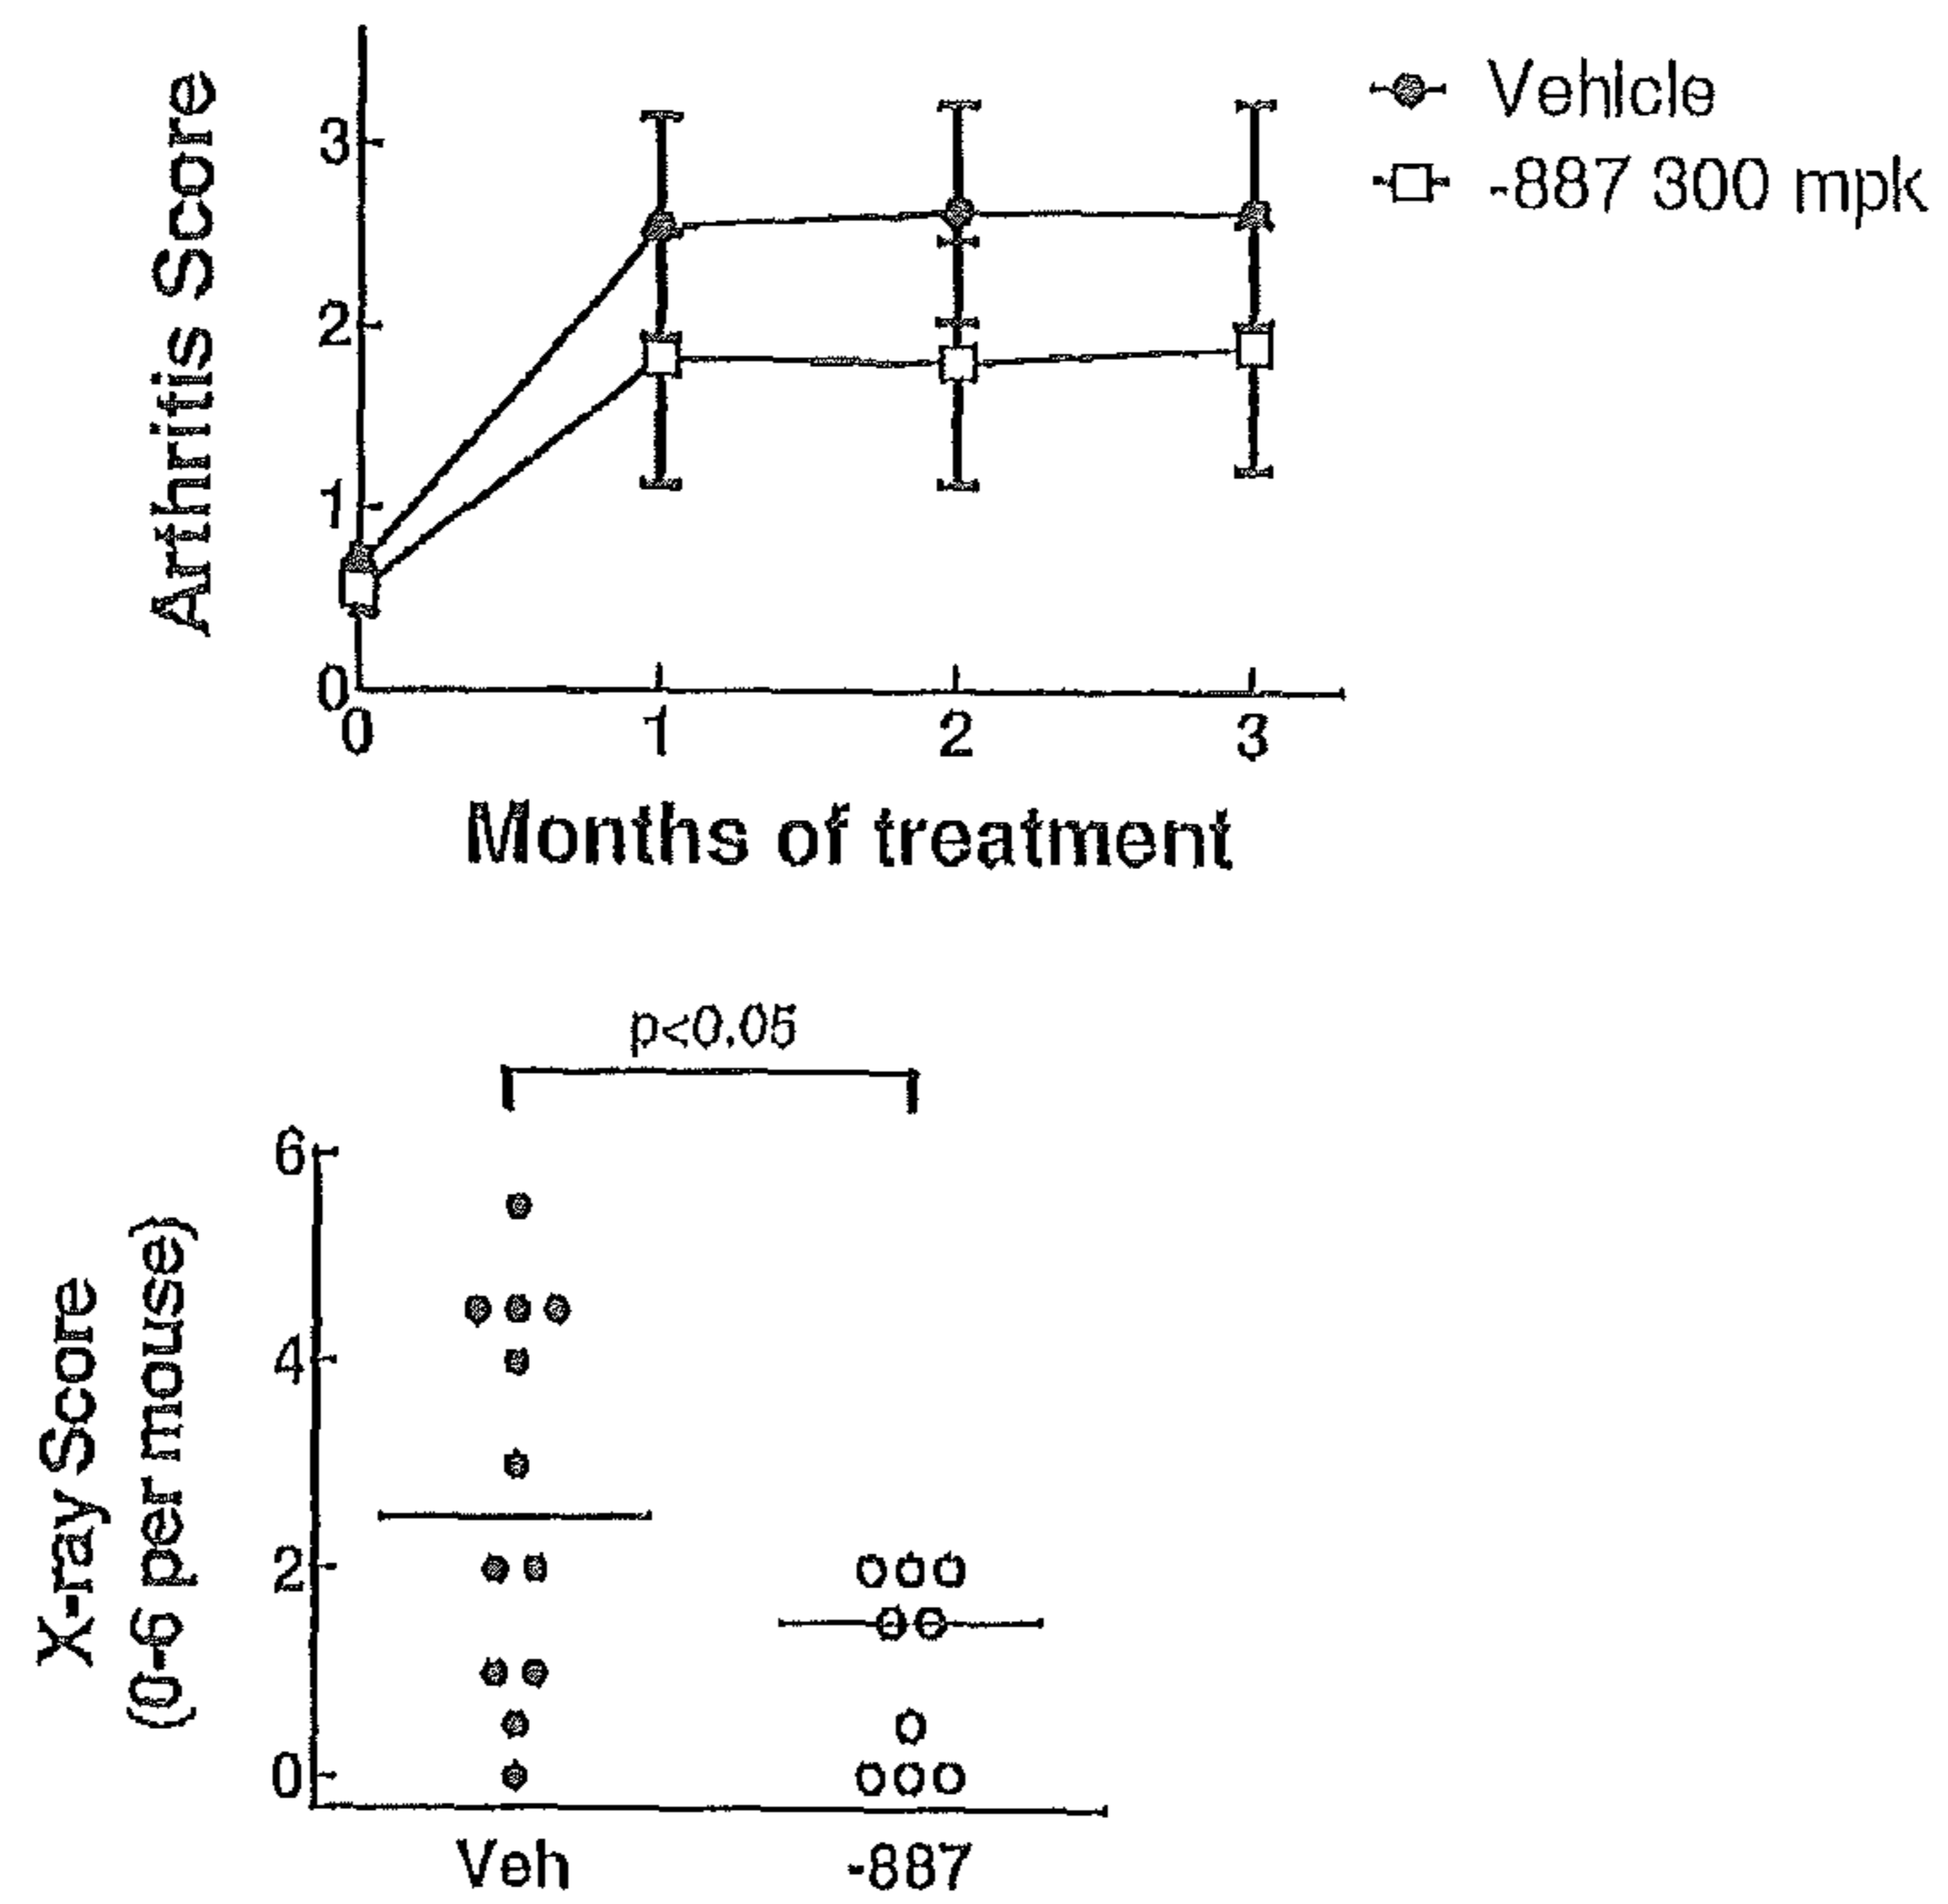 Arthritis Score
3
2
1
0
0 1 2 3
Months of treatment
Vehicle
-887 300 mpk
p<0.05
X-ray Score
(0-6 per mouse)
6
4
2
0
Veh -887